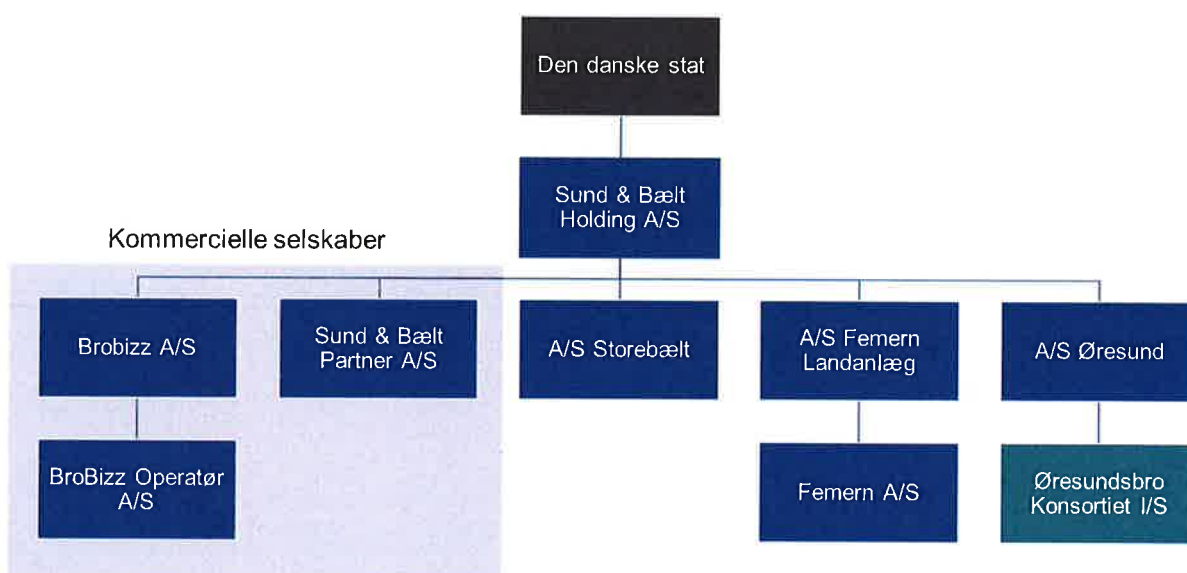 Den danske stat
Sund & Bælt
Holding A/S
Kommercielle selskaber
Brobizz A/S
Sund & Bælt
Partner A/S
A/S Storebælt
A/S Femern
Landanlæg
A/S Øresund
BroBizz Operatør
A/S
Femern A/S
Øresundsbro
Konsortiet I/S